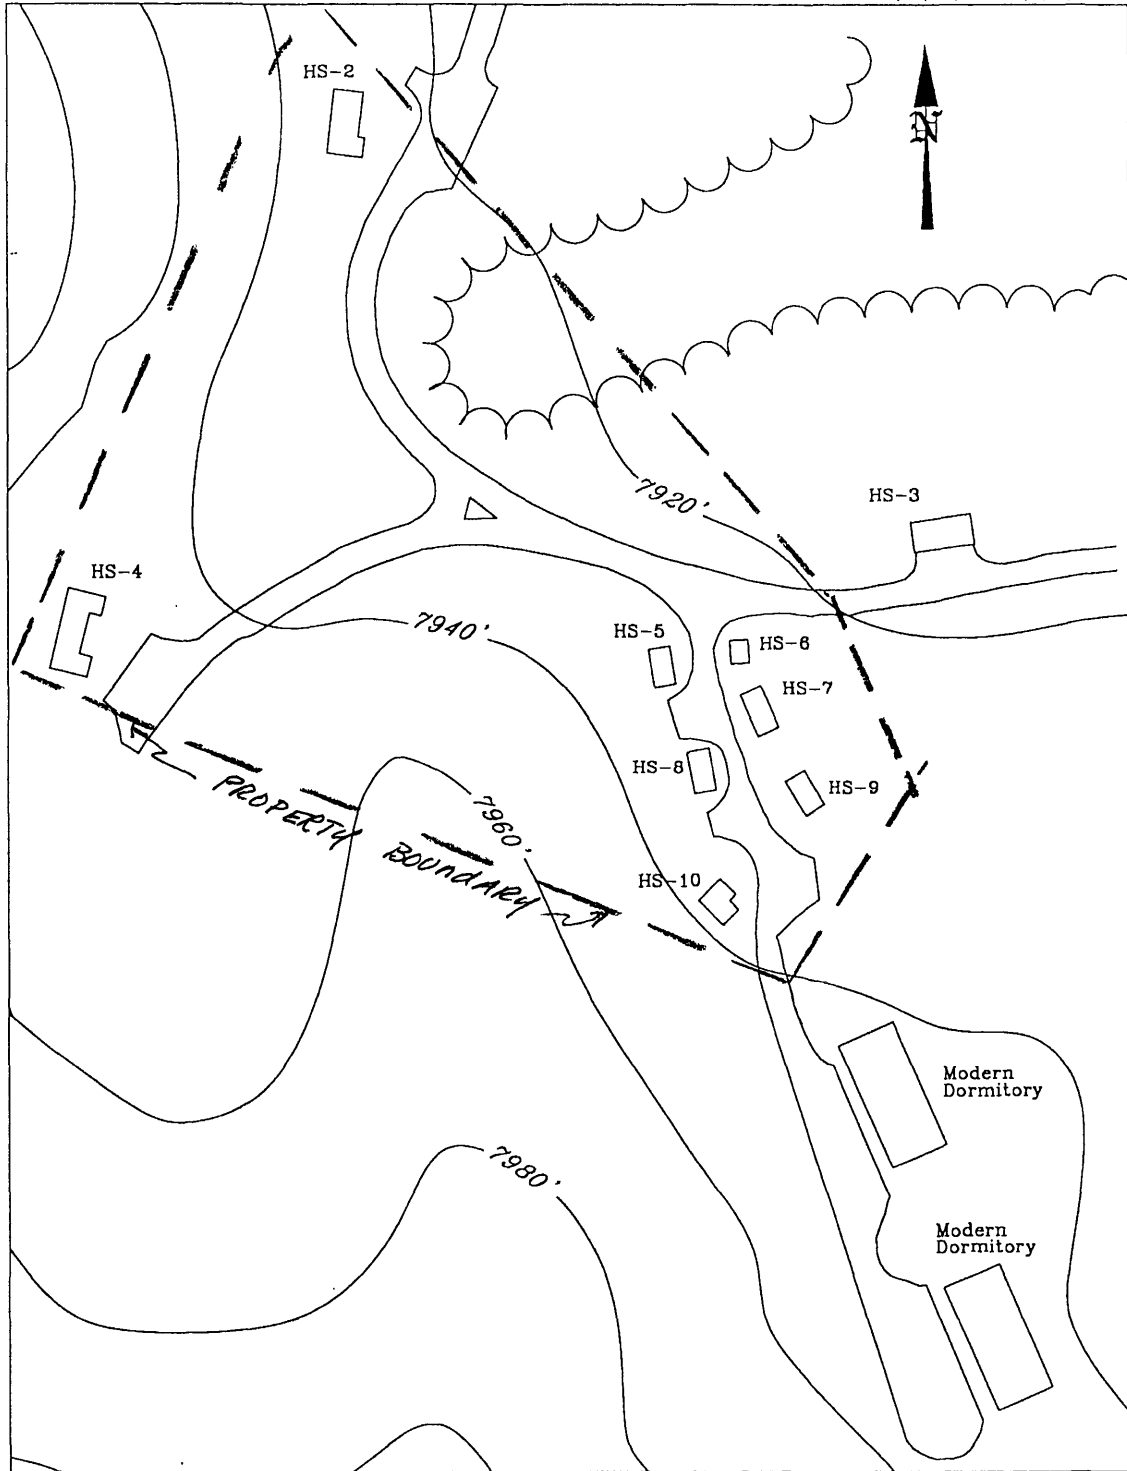 HS-2
N
7920'
HS-3
HS-4
7940'
HS-5
HS-6
HS-7
HS-8
HS-9
PROPERTY BOUNDARY
7960'
HS-10
Modern
Dormitory
7980'
Modern
Dormitory